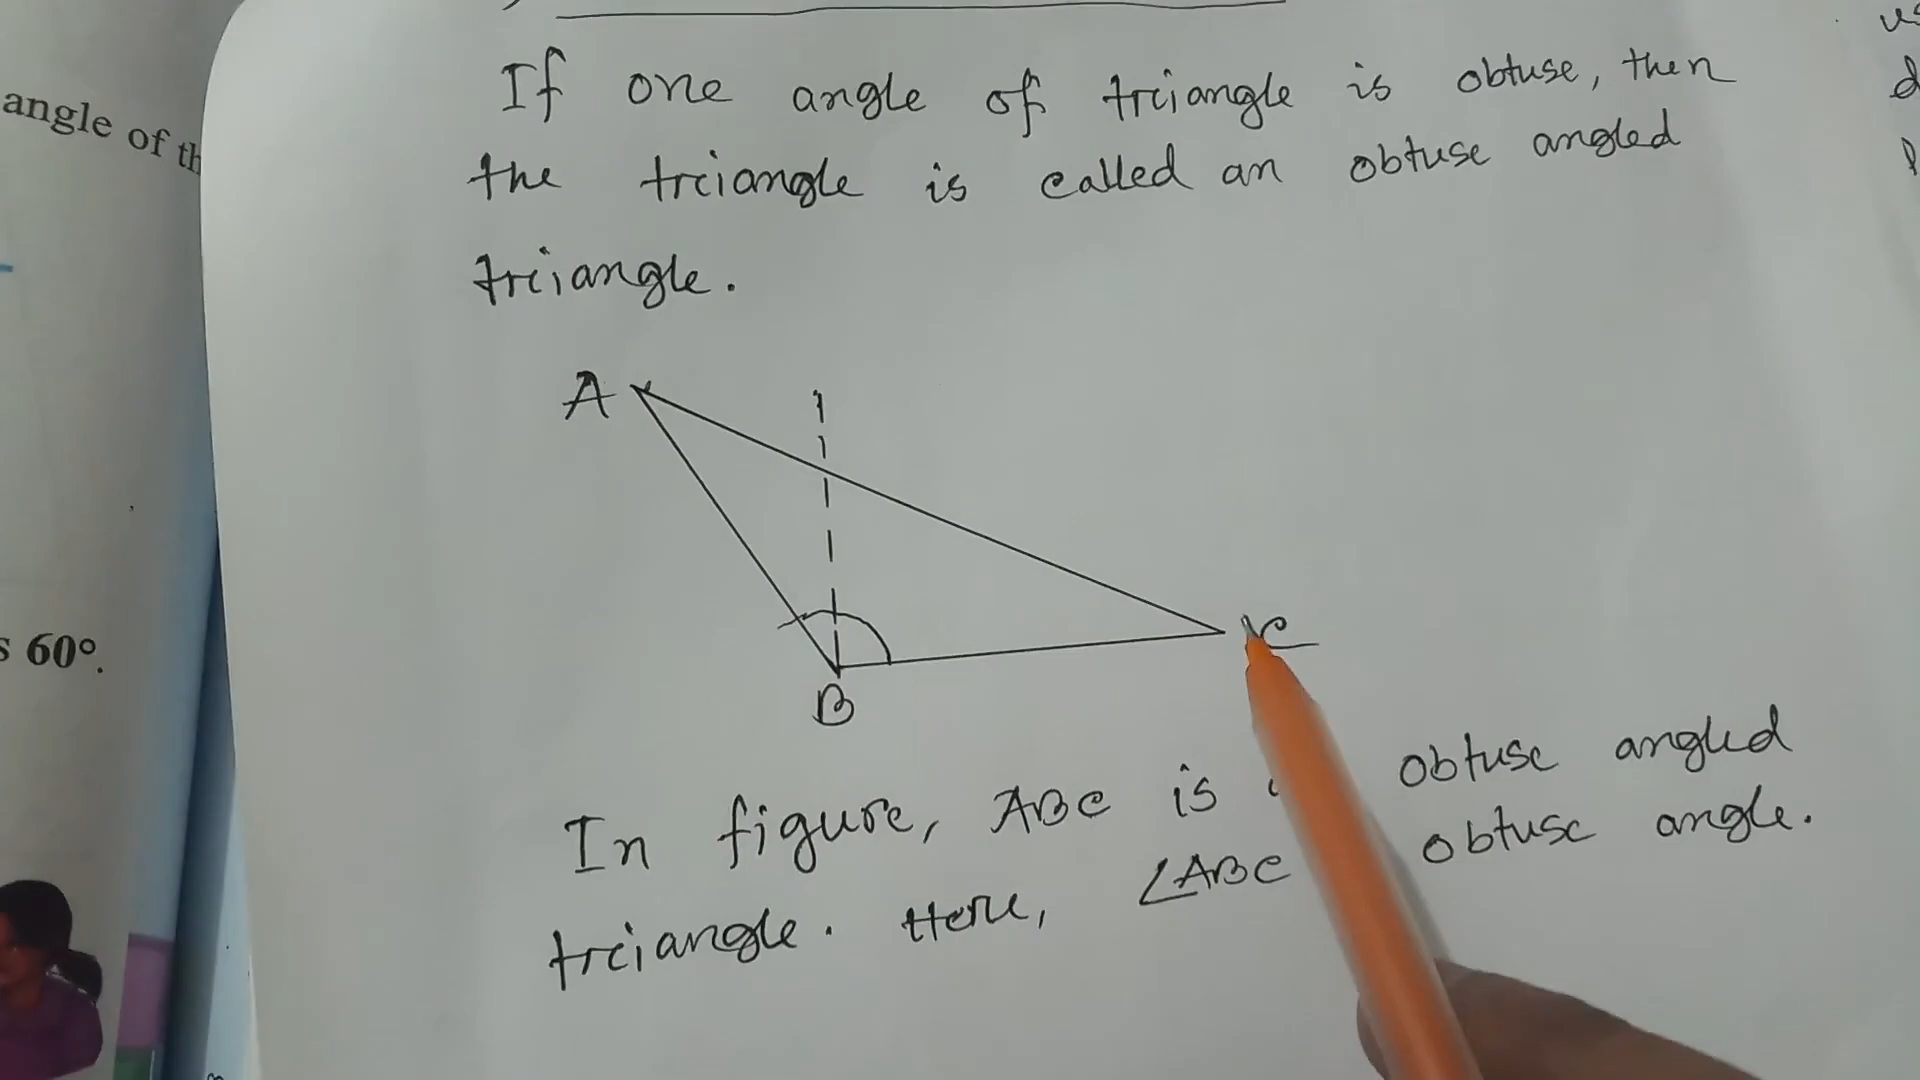 angle of th
If one angle of triangle is obtuse, then
the triangle is called an obtuse angled
triangle.
A
B
C
s 60°.
In figure, ABC is obtuse angled
triangle. Here, ∠ABC obtuse angle.